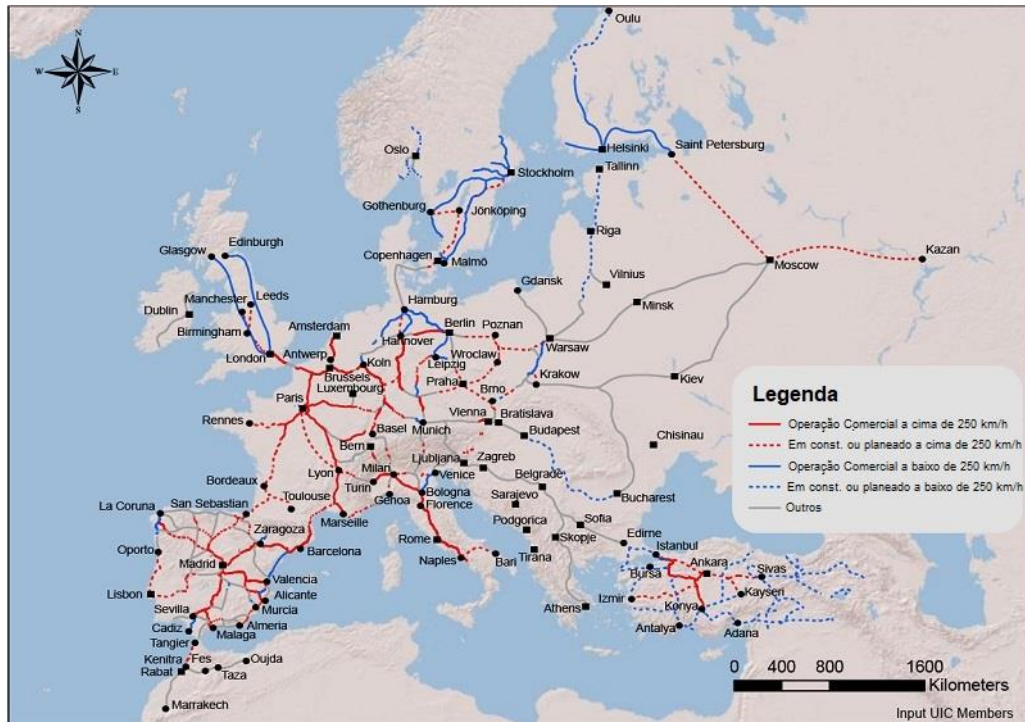 Oulu
N
W E
S
Oslo
Helsinki
Saint Petersburg
Tallinn
Stockholm
Gothenburg
Jönköping
Riga
Kazan
Moscow
Glasgow
Edinburgh
Copenhagen
Malmö
Vilnius
Gdansk
Minsk
Manchester
Leeds
Dublin
Hamburg
Birmingham
Amsterdam
Berlin
Poznan
Hannover
Warsaw
London
Antwerp
Koln
Leipzig
Wroclaw
Brussels
Luxembourg
Praha
Krakow
Kiev
Brno
Paris
Rennes
Vienna
Bratislava
Basel
Munich
Budapest
Chisinau
Bern
Ljubljana
Zagreb
Lyon
Milan
Venice
Belgrade
Bordeaux
Turin
Genoa
Bologna
Bucharest
La Coruna
San Sebastian
Toulouse
Florence
Sarajevo
Marseille
Zaragoza
Podgorica
Sofia
Edirne
Oporto
Barcelona
Rome
Skopje
Istanbul
Madrid
Naples
Bari
Tirana
Ankara
Sivas
Bursa
Valencia
Lisbon
Alicante
Izmir
Kayseri
Sevilla
Murcia
Athens
Konya
Cadiz
Almeria
Malaga
Antalya
Adana
Tangier
Kenitra
Fes
Oujda
Rabat
Taza
Marrakech
Legenda
Operação Comercial a cima de 250 km/h
Em const. ou planeado a cima de 250 km/h
Operação Comercial a baixo de 250 km/h
Em const. ou planeado a baixo de 250 km/h
Outros
0 400 800 1600
Kilometers
Input UIC Members